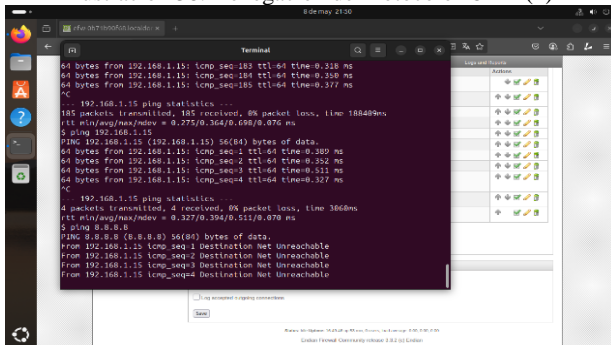 8 de may 21:50
Terminal
64 bytes from 192.168.1.15: icmp_seq=183 ttl=64 time=0.318 ms
64 bytes from 192.168.1.15: icmp_seq=184 ttl=64 time=0.350 ms
64 bytes from 192.168.1.15: icmp_seq=185 ttl=64 time=0.377 ms
^C
--- 192.168.1.15 ping statistics ---
185 packets transmitted, 185 received, 0% packet loss, time 188409ms
rtt min/avg/max/mdev = 0.275/0.364/0.698/0.076 ms
$ ping 192.168.1.15
PING 192.168.1.15 (192.168.1.15) 56(84) bytes of data.
64 bytes from 192.168.1.15: icmp_seq=1 ttl=64 time=0.389 ms
64 bytes from 192.168.1.15: icmp_seq=2 ttl=64 time=0.352 ms
64 bytes from 192.168.1.15: icmp_seq=3 ttl=64 time=0.511 ms
64 bytes from 192.168.1.15: icmp_seq=4 ttl=64 time=0.327 ms
^C
--- 192.168.1.15 ping statistics ---
4 packets transmitted, 4 received, 0% packet loss, time 3060ms
rtt min/avg/max/mdev = 0.327/0.394/0.511/0.070 ms
$ ping 8.8.8.8
PING 8.8.8.8 (8.8.8.8) 56(84) bytes of data.
From 192.168.1.15 icmp_seq=1 Destination Net Unreachable
From 192.168.1.15 icmp_seq=2 Destination Net Unreachable
From 192.168.1.15 icmp_seq=3 Destination Net Unreachable
From 192.168.1.15 icmp_seq=4 Destination Net Unreachable
Logs and Reports
Actions
Log accepted outgoing connections
Save
Endian Firewall Community release 3.3.2 (c) Endian